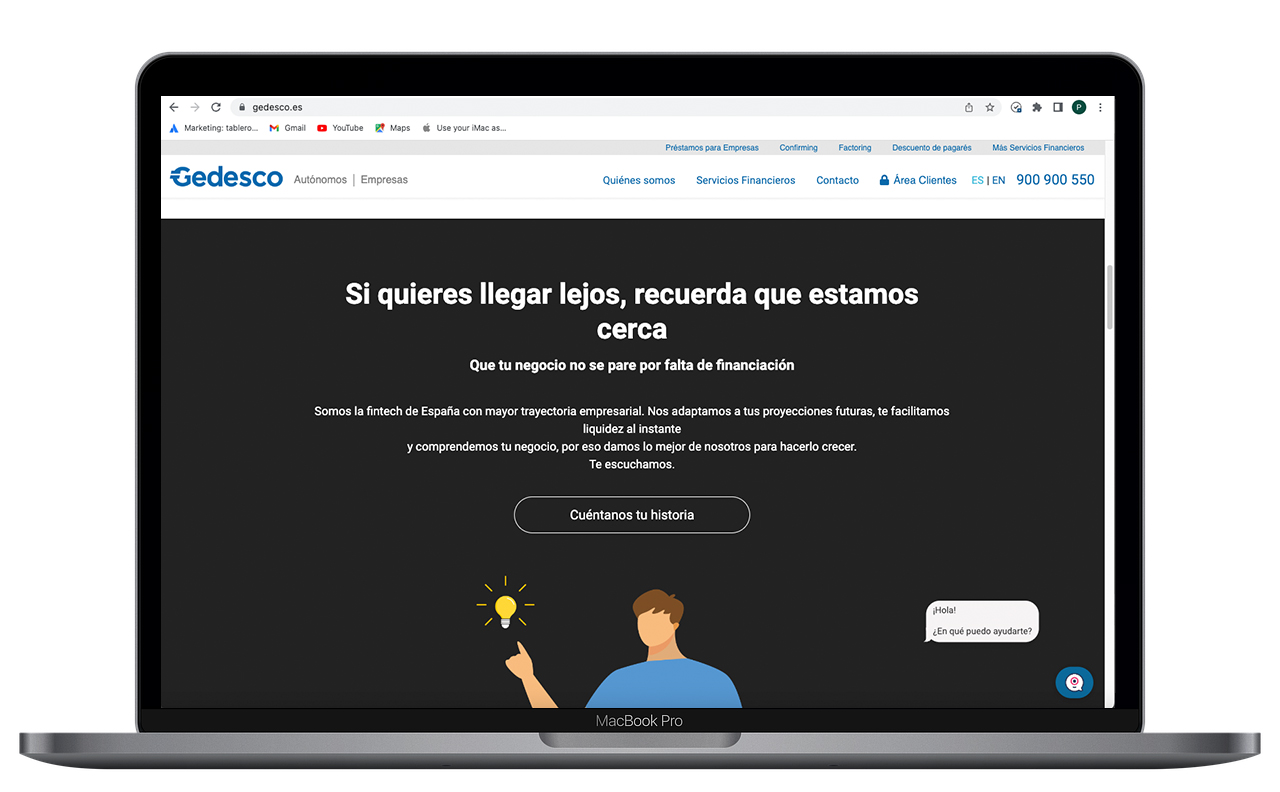 gedesco.es
P
Marketing: tablero... Gmail YouTube Maps Use your iMac as...
Préstamos para Empresas Confirming Factoring Descuento de pagarés Más Servicios Financieros
Gedesco Autónomos | Empresas Quiénes somos Servicios Financieros Contacto Área Clientes ES | EN 900 900 550
Si quieres llegar lejos, recuerda que estamos
cerca
Que tu negocio no se pare por falta de financiación
Somos la fintech de España con mayor trayectoria empresarial. Nos adaptamos a tus proyecciones futuras, te facilitamos
liquidez al instante
y comprendemos tu negocio, por eso damos lo mejor de nosotros para hacerlo crecer.
Te escuchamos.
Cuéntanos tu historia
¡Hola!
¿En qué puedo ayudarte?
MacBook Pro